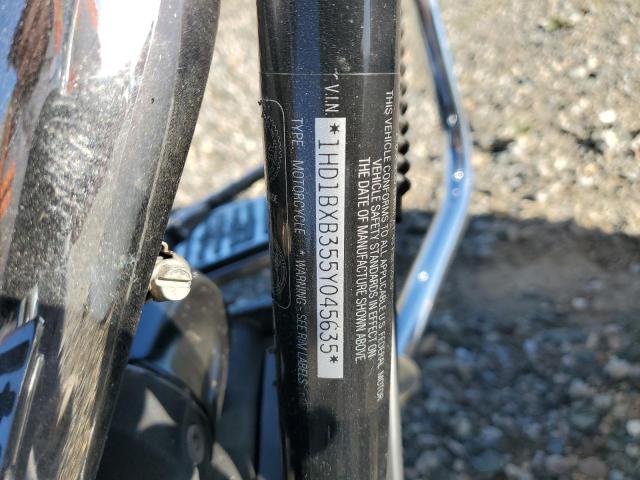 THIS VEHICLE CONFORMS TO ALL APPLICABLE U.S. FEDERAL MOTOR
VEHICLE SAFETY STANDARDS IN EFFECT ON
THE DATE OF MANUFACTURE SHOWN ABOVE
V.I.N. *1HD1BXB355Y045635*
TYPE: MOTORCYCLE * WARNING - SEE RIM LABELS